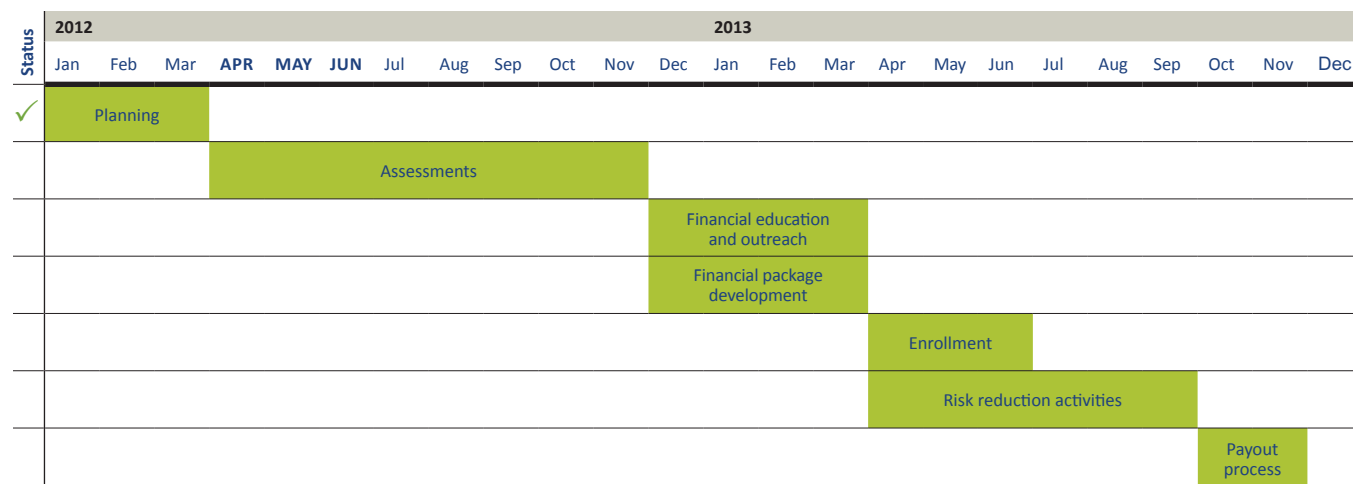 Status
2012 2013
Jan Feb Mar APR MAY JUN Jul Aug Sep Oct Nov Dec Jan Feb Mar Apr May Jun Jul Aug Sep Oct Nov Dec
✓ Planning
Assessments
Financial education
and outreach
Financial package
development
Enrollment
Risk reduction activities
Payout
process